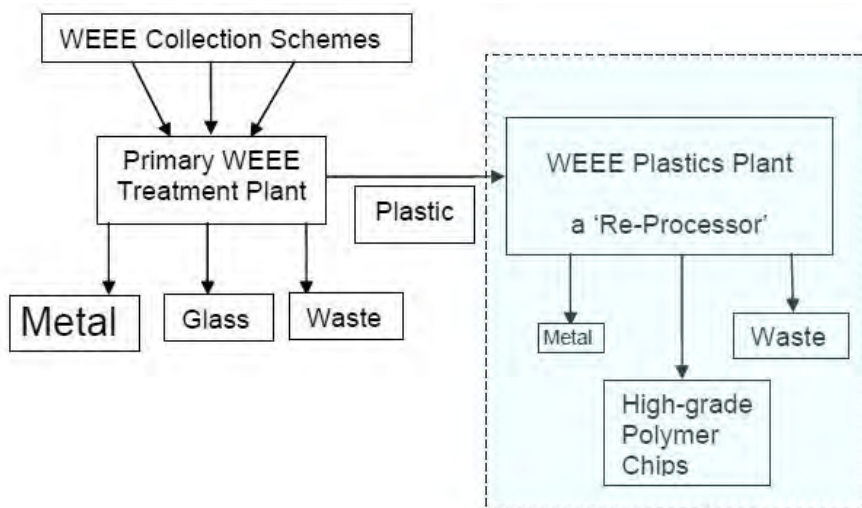 WEEE Collection Schemes
Primary WEEE
Treatment Plant
Plastic
Metal
Glass
Waste
WEEE Plastics Plant
a ‘Re-Processor’
Metal
Waste
High-grade
Polymer
Chips